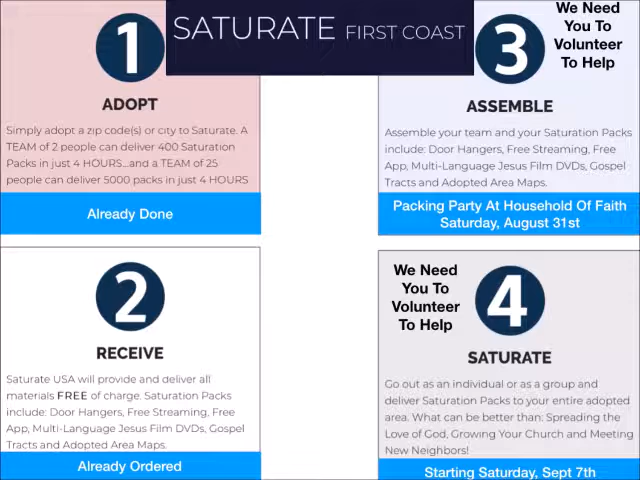 SATURATE FIRST COAST
1
ADOPT
Simply adopt a zip code(s) or city to Saturate. A
TEAM of 2 people can deliver 400 Saturation
Packs in just 4 HOURS...and a TEAM of 25
people can deliver 5000 packs in just 4 HOURS
Already Done
2
RECEIVE
Saturate USA will provide and deliver all
materials FREE of charge. Saturation Packs
include: Door Hangers, Free Streaming, Free
App, Multi-Language Jesus Film DVDs, Gospel
Tracts and Adopted Area Maps.
Already Ordered
3
We Need
You To
Volunteer
To Help
ASSEMBLE
Assemble your team and your Saturation Packs
include: Door Hangers, Free Streaming, Free
App, Multi-Language Jesus Film DVDs, Gospel
Tracts and Adopted Area Maps.
Packing Party At Household Of Faith
Saturday, August 31st
We Need
You To
Volunteer
To Help
4
SATURATE
Go out as an individual or as a group and
deliver Saturation Packs to your entire adopted
area. What can be better than: Spreading the
Love of God, Growing Your Church and Meeting
New Neighbors!
Starting Saturday, Sept 7th